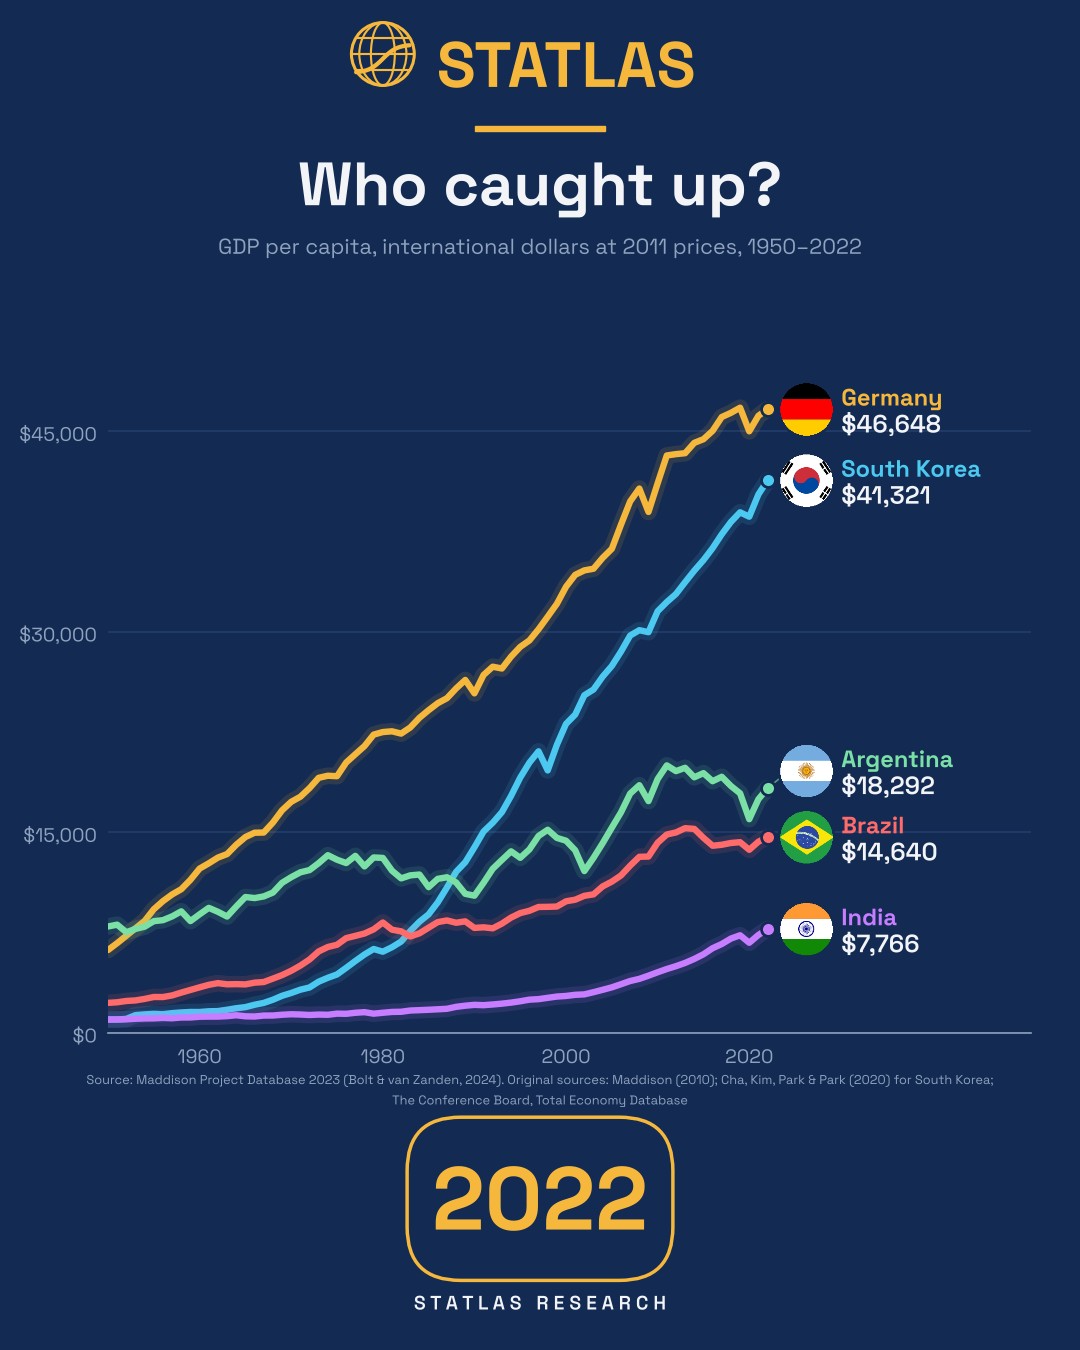 STATLAS
Who caught up?
GDP per capita, international dollars at 2011 prices, 1950–2022
Germany
$46,648
$45,000
South Korea
$41,321
$30,000
Argentina
$18,292
Brazil
$15,000
$14,640
India
$7,766
$0
1960 1980 2000 2020
Source: Maddison Project Database 2023 (Bolt & van Zanden, 2024). Original sources: Maddison (2010); Cha, Kim, Park & Park (2020) for South Korea;
The Conference Board, Total Economy Database
2022
STATLAS RESEARCH